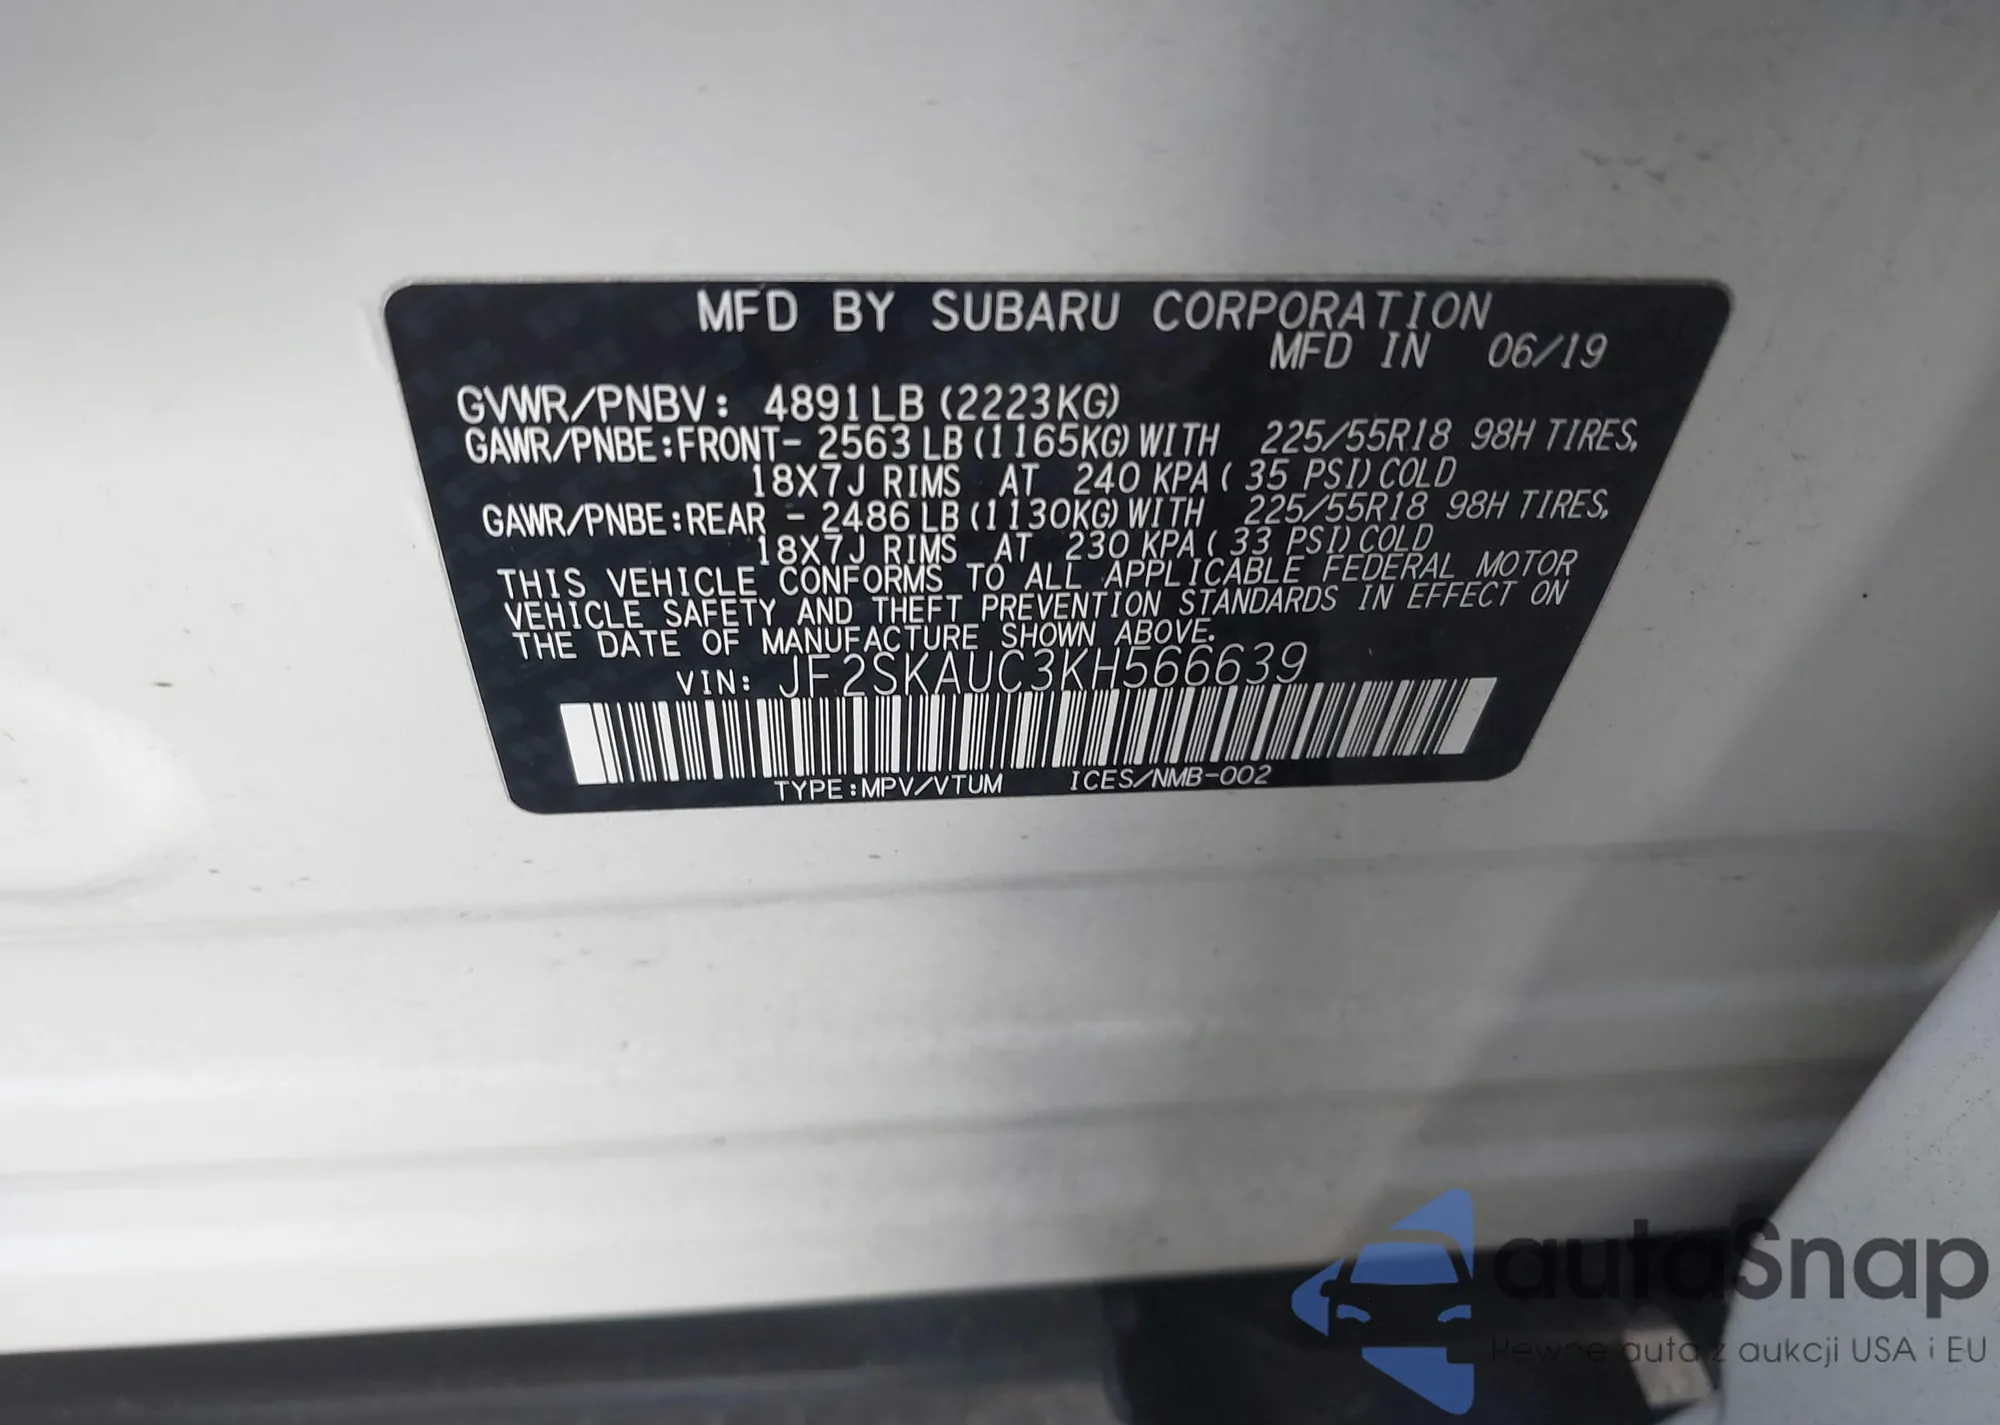 MFD BY SUBARU CORPORATION
MFD IN 06/19
GVWR/PNBV: 4891LB (2223KG)
GAWR/PNBE:FRONT- 2563 LB (1165KG) WITH 225/55R18 98H TIRES,
18X7J RIMS AT 240 KPA ( 35 PSI) COLD
GAWR/PNBE:REAR - 2486 LB (1130KG) WITH 225/55R18 98H TIRES,
18X7J RIMS AT 230 KPA ( 33 PSI) COLD
THIS VEHICLE CONFORMS TO ALL APPLICABLE FEDERAL MOTOR
VEHICLE SAFETY AND THEFT PREVENTION STANDARDS IN EFFECT ON
THE DATE OF MANUFACTURE SHOWN ABOVE.
VIN: JF2SKAUC3KH566639
TYPE:MPV/VTUM ICES/NMB-002
autaSnap
Pewne auta z aukcji USA i EU